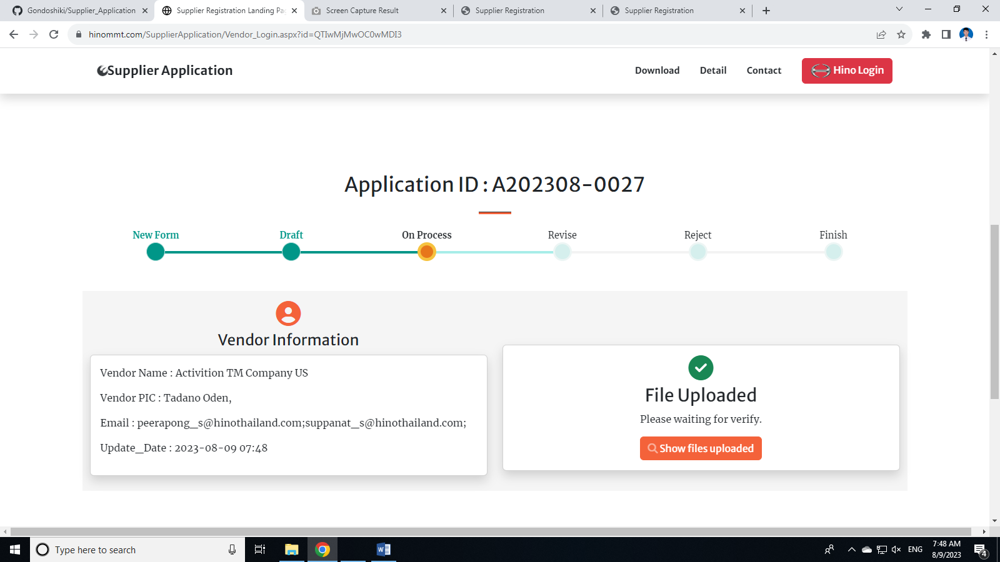 Gondoshiki/Supplier_Application
Supplier Registration Landing Pa
Screen Capture Result
Supplier Registration
Supplier Registration
hinommt.com/SupplierApplication/Vendor_Login.aspx?id=QTIwMjMwOC0wMDI3
Supplier Application
Download
Detail
Contact
Hino Login
Application ID : A202308-0027
New Form
Draft
On Process
Revise
Reject
Finish
Vendor Information
Vendor Name : Activition TM Company US
Vendor PIC : Tadano Oden,
Email : peerapong_s@hinothailand.com;suppanat_s@hinothailand.com;
Update_Date : 2023-08-09 07:48
File Uploaded
Please waiting for verify.
Show files uploaded
Type here to search
ENG
7:48 AM
8/9/2023
4